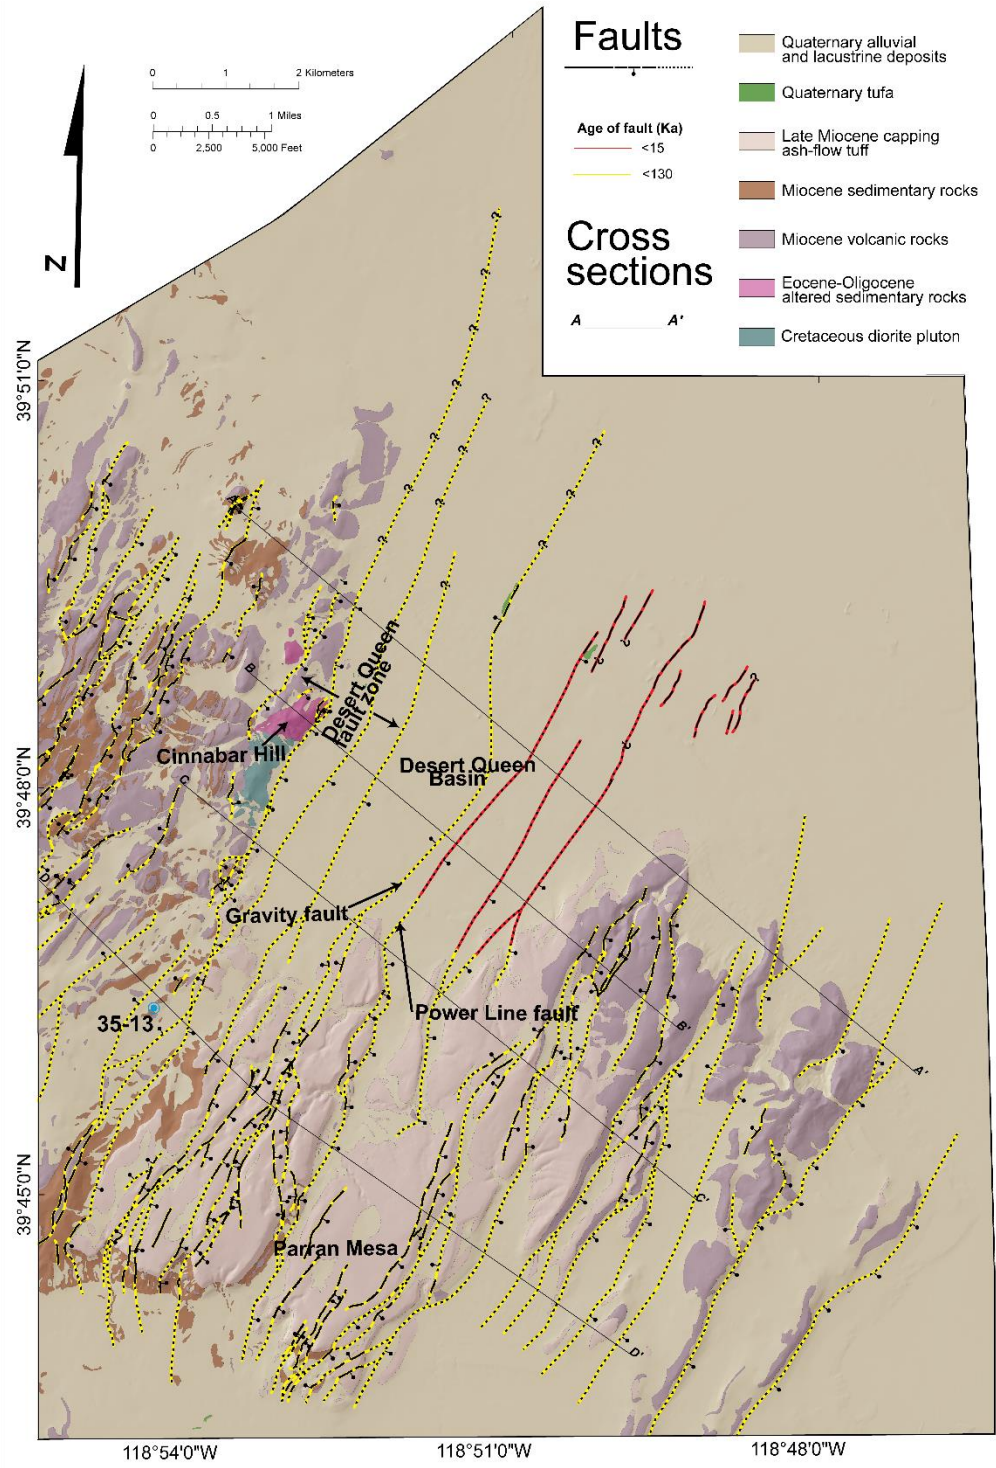 Faults
Age of fault (Ka)
<15
<130
Cross
sections
A A'
Quaternary alluvial
and lacustrine deposits
Quaternary tufa
Late Miocene capping
ash-flow tuff
Miocene sedimentary rocks
Miocene volcanic rocks
Eocene-Oligocene
altered sedimentary rocks
Cretaceous diorite pluton
0 1 2 Kilometers
0 0.5 1 Miles
0 2,500 5,000 Feet
N
39°51'0"N
39°48'0"N
39°45'0"N
Desert Queen
fault zone
B
Cinnabar Hill
C
Desert Queen
Basin
D
Gravity fault
Power Line fault
35-13
B'
A'
C'
Parran Mesa
D'
118°54'0"W
118°51'0"W
118°48'0"W